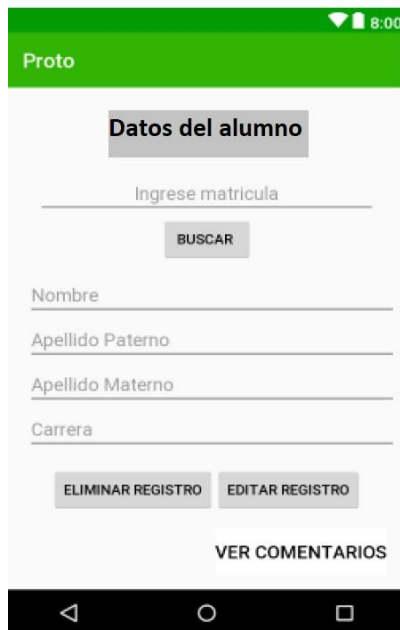 8:00
Proto
Datos del alumno
Ingrese matricula
BUSCAR
Nombre
Apellido Paterno
Apellido Materno
Carrera
ELIMINAR REGISTRO EDITAR REGISTRO
VER COMENTARIOS